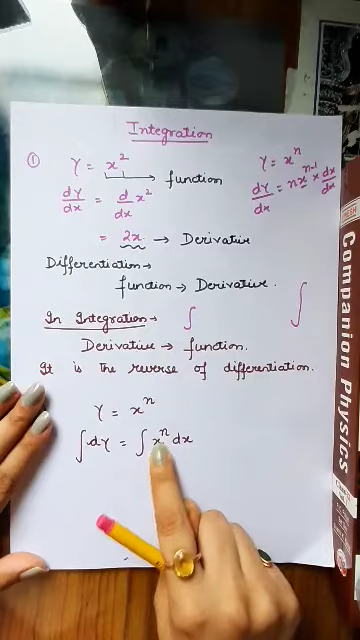 Integration
① Y = x² → function
dY/dx = d/dx x²
= 2x. → Derivative
Y = xⁿ
dY/dx = nxⁿ⁻¹ × dx/dx
Differentiation →
function → Derivative.
In Integration → ∫ ∫
Derivative → function.
It is the reverse of differentiation.
Y = xⁿ
∫dY = ∫xⁿ dx
Companion Physics